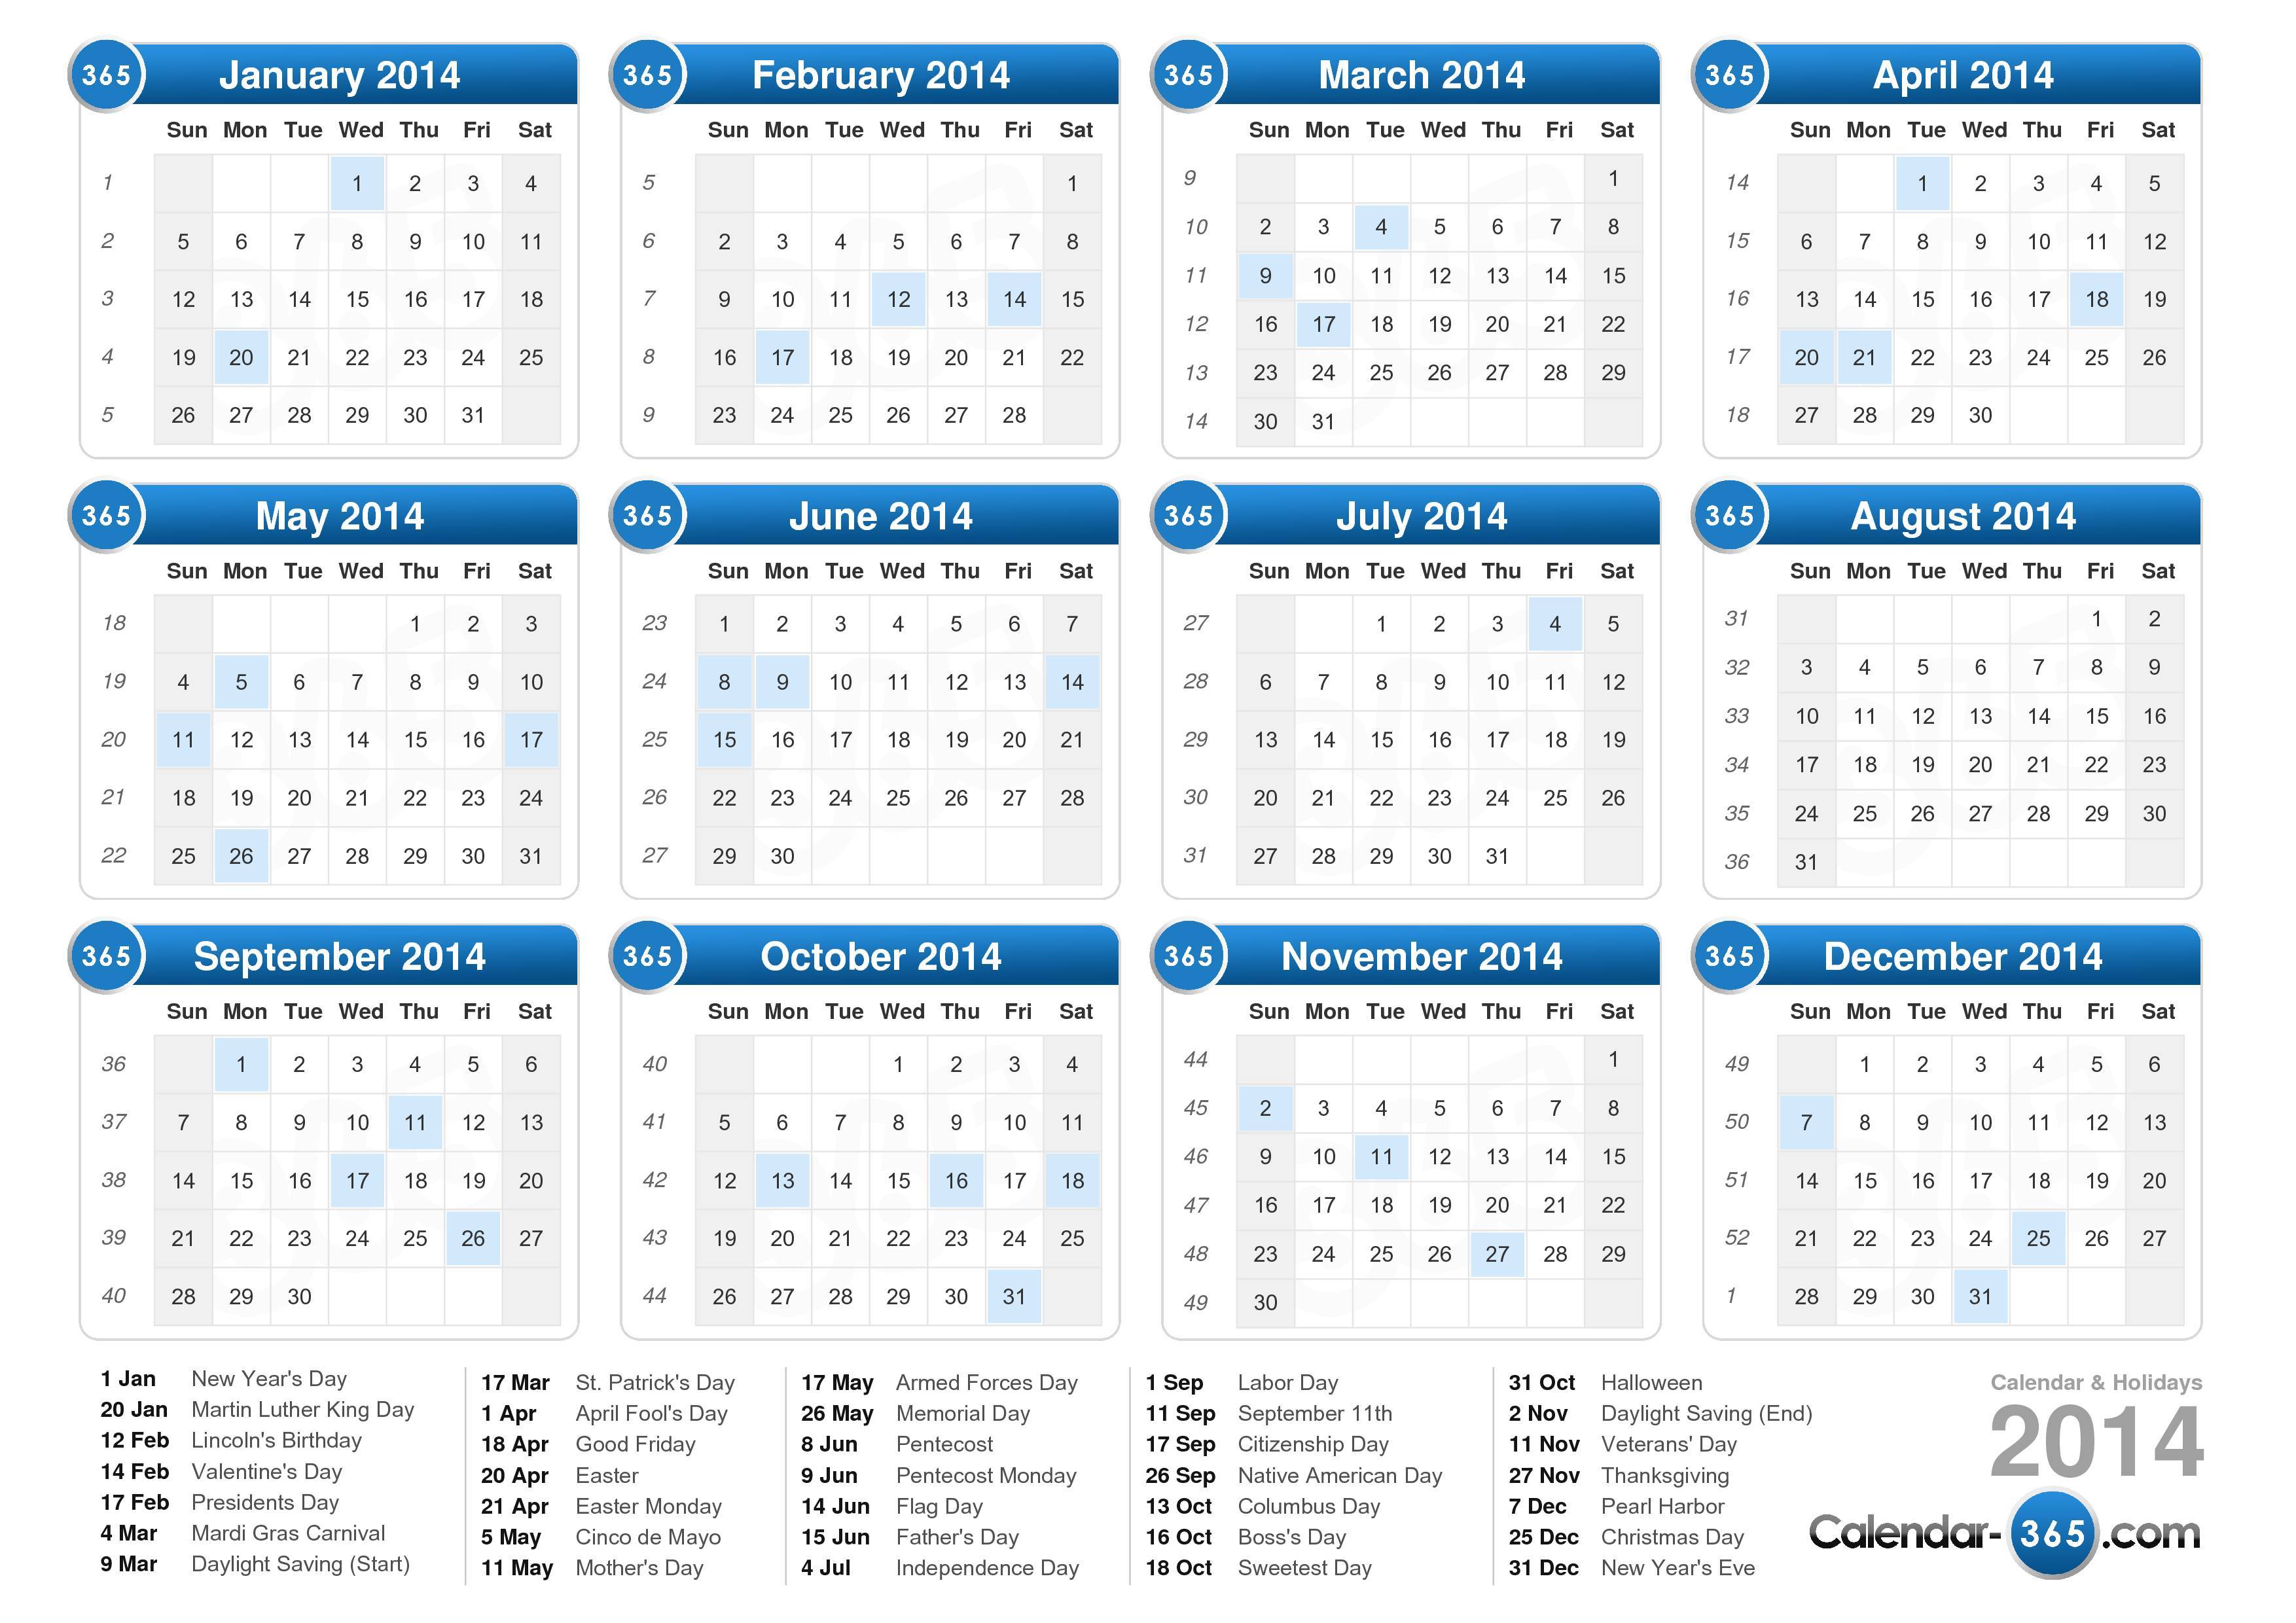 365 January 2014
Sun Mon Tue Wed Thu Fri Sat
1 1 2 3 4
2 5 6 7 8 9 10 11
3 12 13 14 15 16 17 18
4 19 20 21 22 23 24 25
5 26 27 28 29 30 31
365 February 2014
Sun Mon Tue Wed Thu Fri Sat
5 1
6 2 3 4 5 6 7 8
7 9 10 11 12 13 14 15
8 16 17 18 19 20 21 22
9 23 24 25 26 27 28
365 March 2014
Sun Mon Tue Wed Thu Fri Sat
9 1
10 2 3 4 5 6 7 8
11 9 10 11 12 13 14 15
12 16 17 18 19 20 21 22
13 23 24 25 26 27 28 29
14 30 31
365 April 2014
Sun Mon Tue Wed Thu Fri Sat
14 1 2 3 4 5
15 6 7 8 9 10 11 12
16 13 14 15 16 17 18 19
17 20 21 22 23 24 25 26
18 27 28 29 30
365 May 2014
Sun Mon Tue Wed Thu Fri Sat
18 1 2 3
19 4 5 6 7 8 9 10
20 11 12 13 14 15 16 17
21 18 19 20 21 22 23 24
22 25 26 27 28 29 30 31
365 June 2014
Sun Mon Tue Wed Thu Fri Sat
23 1 2 3 4 5 6 7
24 8 9 10 11 12 13 14
25 15 16 17 18 19 20 21
26 22 23 24 25 26 27 28
27 29 30
365 July 2014
Sun Mon Tue Wed Thu Fri Sat
27 1 2 3 4 5
28 6 7 8 9 10 11 12
29 13 14 15 16 17 18 19
30 20 21 22 23 24 25 26
31 27 28 29 30 31
365 August 2014
Sun Mon Tue Wed Thu Fri Sat
31 1 2
32 3 4 5 6 7 8 9
33 10 11 12 13 14 15 16
34 17 18 19 20 21 22 23
35 24 25 26 27 28 29 30
36 31
365 September 2014
Sun Mon Tue Wed Thu Fri Sat
36 1 2 3 4 5 6
37 7 8 9 10 11 12 13
38 14 15 16 17 18 19 20
39 21 22 23 24 25 26 27
40 28 29 30
365 October 2014
Sun Mon Tue Wed Thu Fri Sat
40 1 2 3 4
41 5 6 7 8 9 10 11
42 12 13 14 15 16 17 18
43 19 20 21 22 23 24 25
44 26 27 28 29 30 31
365 November 2014
Sun Mon Tue Wed Thu Fri Sat
44 1
45 2 3 4 5 6 7 8
46 9 10 11 12 13 14 15
47 16 17 18 19 20 21 22
48 23 24 25 26 27 28 29
49 30
365 December 2014
Sun Mon Tue Wed Thu Fri Sat
49 1 2 3 4 5 6
50 7 8 9 10 11 12 13
51 14 15 16 17 18 19 20
52 21 22 23 24 25 26 27
1 28 29 30 31
1 Jan New Year's Day
20 Jan Martin Luther King Day
12 Feb Lincoln's Birthday
14 Feb Valentine's Day
17 Feb Presidents Day
4 Mar Mardi Gras Carnival
9 Mar Daylight Saving (Start)
17 Mar St. Patrick's Day
1 Apr April Fool's Day
18 Apr Good Friday
20 Apr Easter
21 Apr Easter Monday
5 May Cinco de Mayo
11 May Mother's Day
17 May Armed Forces Day
26 May Memorial Day
8 Jun Pentecost
9 Jun Pentecost Monday
14 Jun Flag Day
15 Jun Father's Day
4 Jul Independence Day
1 Sep Labor Day
11 Sep September 11th
17 Sep Citizenship Day
26 Sep Native American Day
13 Oct Columbus Day
16 Oct Boss's Day
18 Oct Sweetest Day
31 Oct Halloween
2 Nov Daylight Saving (End)
11 Nov Veterans' Day
27 Nov Thanksgiving
7 Dec Pearl Harbor
25 Dec Christmas Day
31 Dec New Year's Eve
Calendar & Holidays
2014
Calendar-365.com